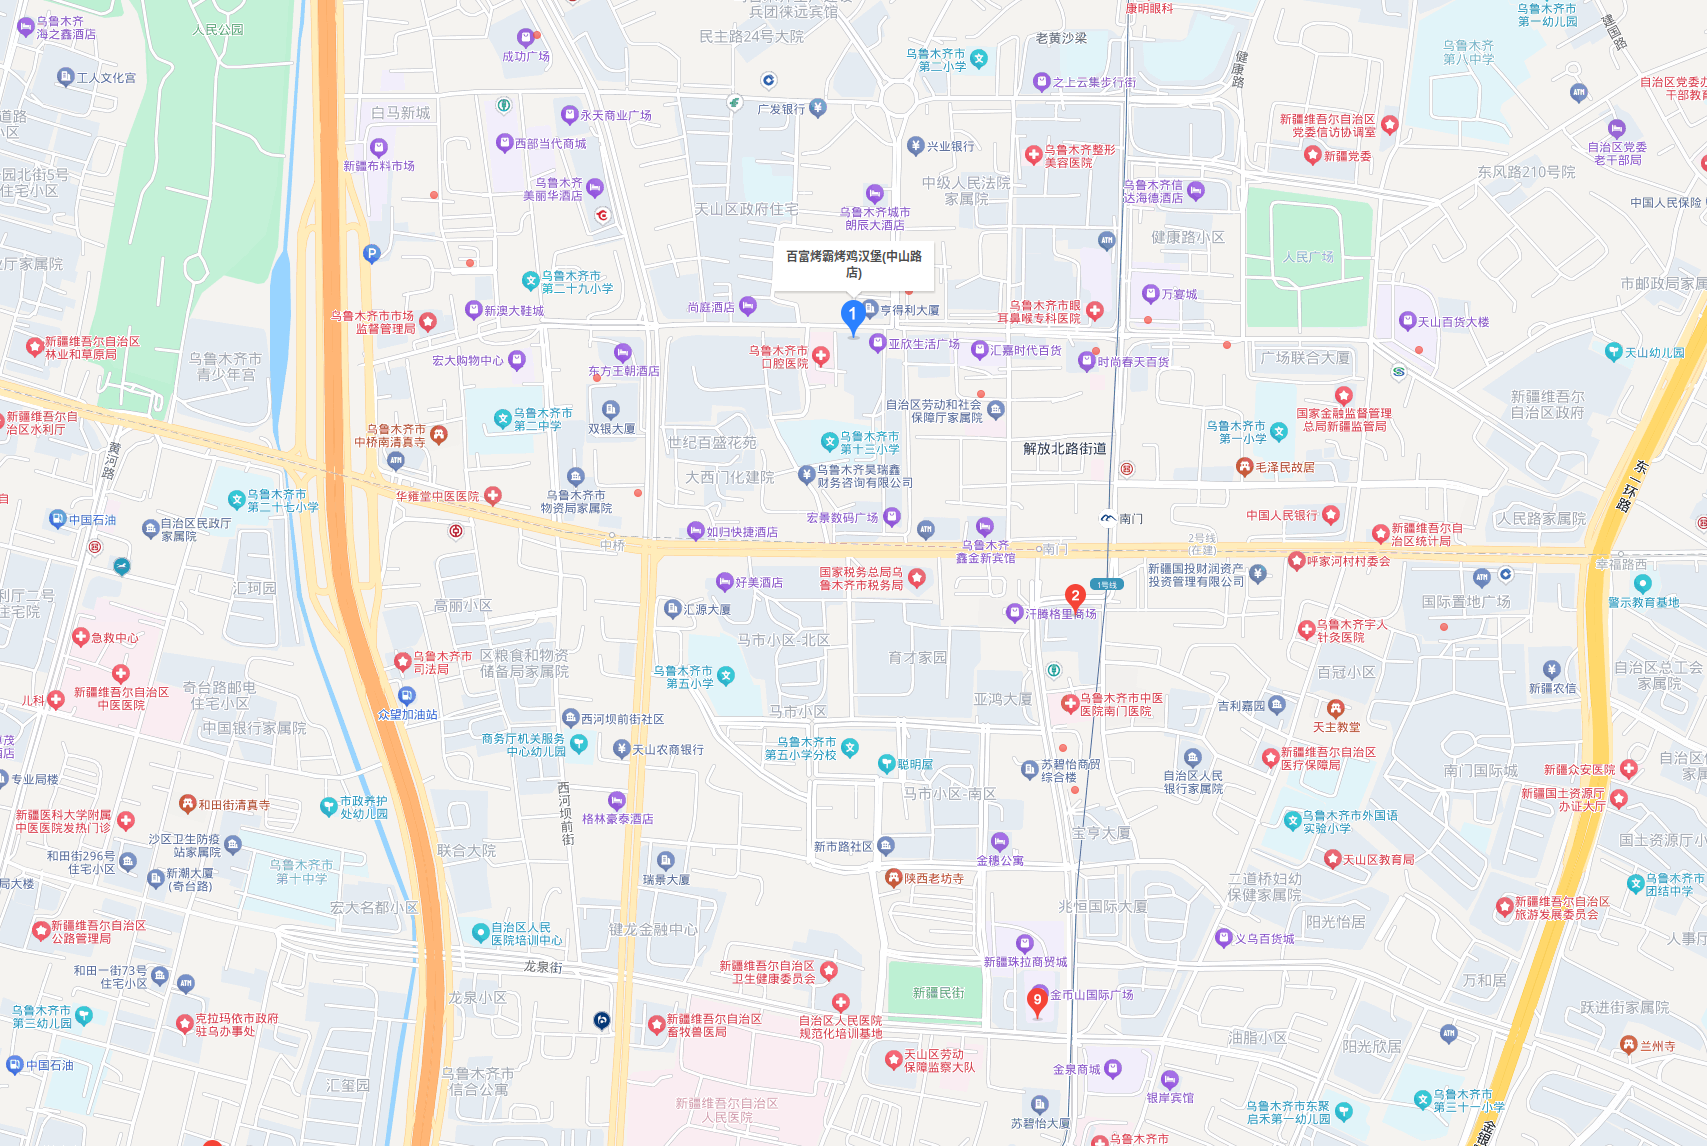 兵团徕远宾馆
康明眼科
乌鲁木齐市
第一幼儿园
建国路
乌鲁木齐
海之鑫酒店
人民公园
成功广场
民主路24号大院
老黄沙梁
乌鲁木齐市
第二小学
健康路
乌鲁木齐
第八中学
工人文化宫
之上云集步行街
ATM
自治区党委办
干部教育
白马新城
永天商业广场
广发银行
新疆维吾尔自治区
党委信访协调室
自治区党委
老干部局
西部当代商城
兴业银行
乌鲁木齐整形
美容医院
新疆党委
新疆布料市场
园北街5号
住宅小区
乌鲁木齐
美丽华酒店
中级人民法院
家属院
乌鲁木齐信
达海德酒店
东风路210号院
中国人民保险
天山区政府住宅
乌鲁木齐城市
朗辰大酒店
健康路小区
ATM
人民广场
百富烤霸烤鸡汉堡(中山路
店)
P
业厅家属院
乌鲁木齐市
第二十九小学
市邮政局家属
万宴城
1
尚庭酒店
亨得利大厦
乌鲁木齐市眼
耳鼻喉专科医院
新澳大鞋城
乌鲁木齐市市场
监督管理局
天山百货大楼
新疆维吾尔自治区
林业和草原局
乌鲁木齐市
青少年宫
宏大购物中心
东方王朝酒店
乌鲁木齐市
口腔医院
亚欣生活广场
汇嘉时代百货
时尚春天百货
广场联合大厦
天山幼儿园
新疆维吾尔自
治区水利厅
乌鲁木齐市
第二中学
双银大厦
自治区劳动和社会
保障厅家属院
国家金融监督管理
总局新疆监管局
新疆维吾尔
自治区政府
乌鲁木齐市
中桥南清真寺
世纪百盛花苑
乌鲁木齐市
第十三小学
解放北路街道
乌鲁木齐市
第一小学
黄河路
ATM
大西门化建院
乌鲁木齐昊瑞鑫
财务咨询有限公司
毛泽民故居
东二环路
乌鲁木齐市
第二十七小学
华雍堂中医医院
乌鲁木齐市
物资局家属院
中国石油
自治区民政厅
家属院
如归快捷酒店
宏景数码广场
ATM
南门
中国人民银行
人民路家属院
新疆维吾尔自
治区统计局
中桥
乌鲁木齐
鑫金新宾馆
南门
2号线
(在建)
呼家河村村委会
幸福路西
汇珂园
利厅二号
住宅院
好美酒店
国家税务总局乌
鲁木齐市税务局
1号线
新疆国投财润资产
投资管理有限公司
ATM
国际置地广场
警示教育基地
高丽小区
汇源大厦
2
汗腾格里商场
急救中心
马市小区-北区
乌鲁木齐宇人
针灸医院
乌鲁木齐市
司法局
区粮食和物资
储备局家属院
育才家园
百冠小区
自治区总工会
家属院
乌鲁木齐市
第五小学
新疆农信
儿科
新疆维吾尔自治区
中医医院
奇台路邮电
住宅小区
亚鸿大厦
乌鲁木齐市中医
医院南门医院
吉利嘉园
众望加油站
中国银行家属院
西河坝前街社区
马市小区
天主教堂
商务厅机关服务
中心幼儿园
天山农商银行
乌鲁木齐市
第五小学分校
聪明屋
苏碧怡商贸
综合楼
自治区人民
银行家属院
新疆维吾尔自治区
医疗保障局
南门国际城
新疆众安医院
专业局楼
和田街清真寺
市政养护
处幼儿园
西河坝前街
格林豪泰酒店
马市小区-南区
新疆国土资源厅
办证大厅
新疆医科大学附属
中医医院发热门诊
乌鲁木齐市外国语
实验小学
宝亨大厦
沙区卫生防疫
站家属院
联合大院
新市路社区
金穗公寓
国土资源厅小
和田街296号
住宅小区
新潮大厦
(奇台路)
乌鲁木齐市
第十中学
瑞景大厦
陕西老坊寺
天山区教育局
二道桥妇幼
保健家属院
乌鲁木齐市
团结中学
局大楼
宏大名都小区
兆恒国际大厦
阳光怡居
新疆维吾尔自治区
旅游发展委员会
新疆维吾尔自治区
公路管理局
自治区人民
医院培训中心
键龙金融中心
义乌百货城
人事厅
龙泉街
新疆维吾尔自治区
卫生健康委员会
新疆珠拉商贸城
和田一街73号
住宅小区
ATM
万和居
龙泉小区
新疆民街
9
金币山国际广场
跃进街家属院
乌鲁木齐市
第三幼儿园
克拉玛依市政府
驻乌办事处
新疆维吾尔自治区
畜牧兽医局
自治区人民医院
规范化培训基地
油脂小区
阳光欣居
ATM
兰州寺
中国石油
天山区劳动
保障监察大队
金泉商城
汇玺园
乌鲁木齐市
信合公寓
新疆维吾尔自治区
人民医院
苏碧怡大厦
银岸宾馆
乌鲁木齐市东聚
启禾第一幼儿园
乌鲁木齐市
第三十一小学
乌鲁木齐市
金银